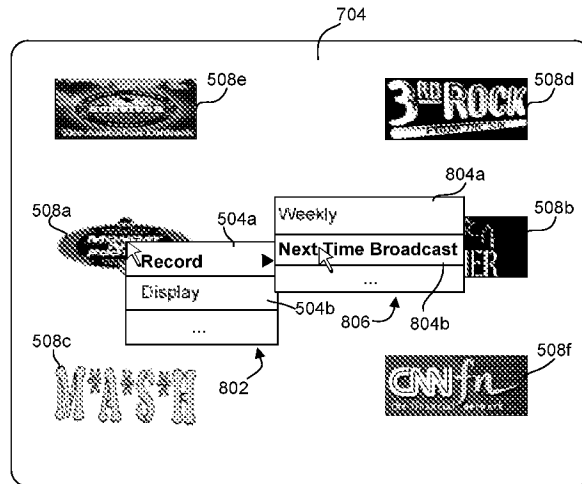 704
508e
508d
3RD ROCK
508a
504a
804a
508b
Weekly
Record
Next Time Broadcast
Display
...
504b
806
804b
508c
...
802
508f
M*A*S*H
CNN fn